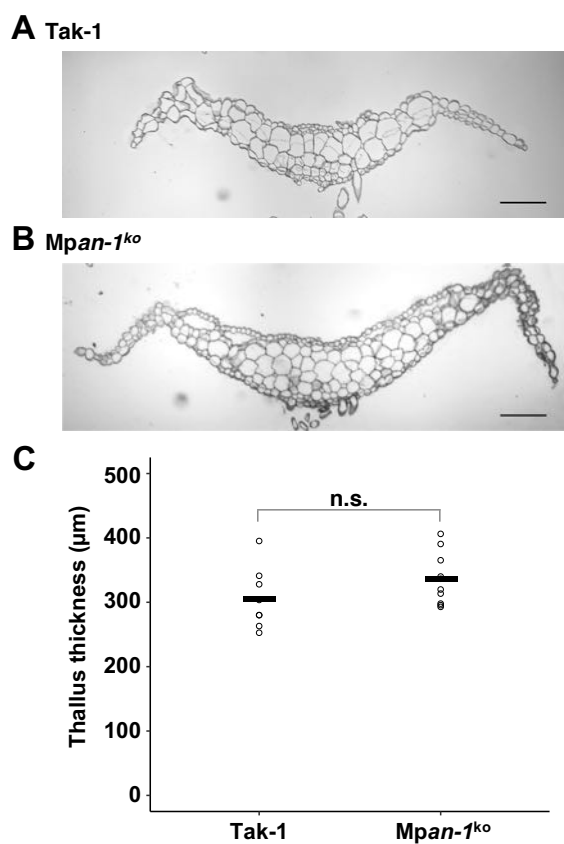 A Tak-1
B Mpan-1ko
C
500
400
300
200
100
0
Thallus thickness (µm)
n.s.
Tak-1
Mpan-1ko